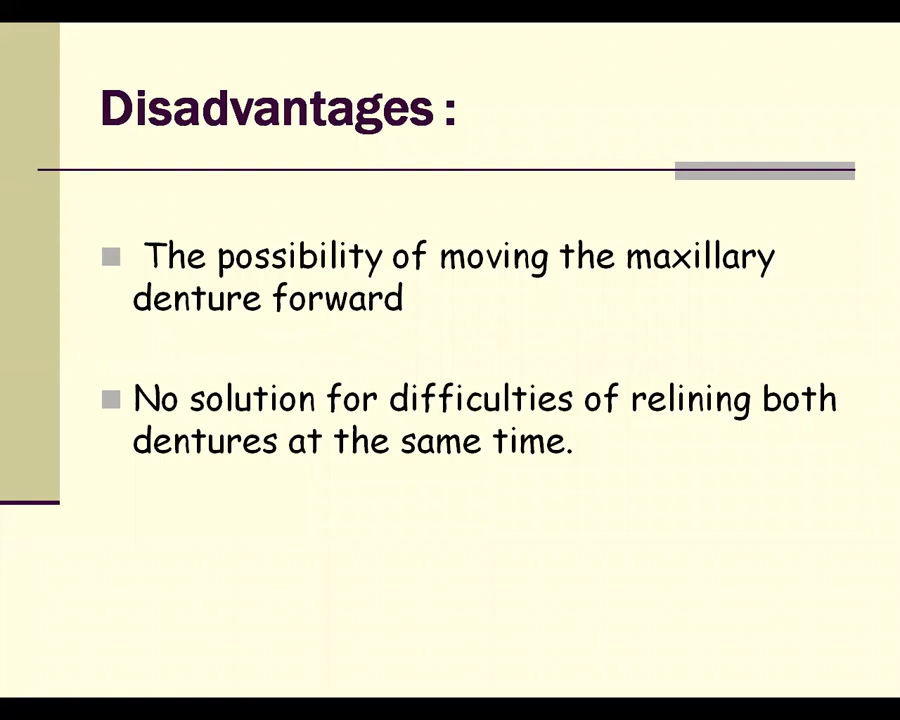 Disadvantages :
The possibility of moving the maxillary
denture forward
No solution for difficulties of relining both
dentures at the same time.